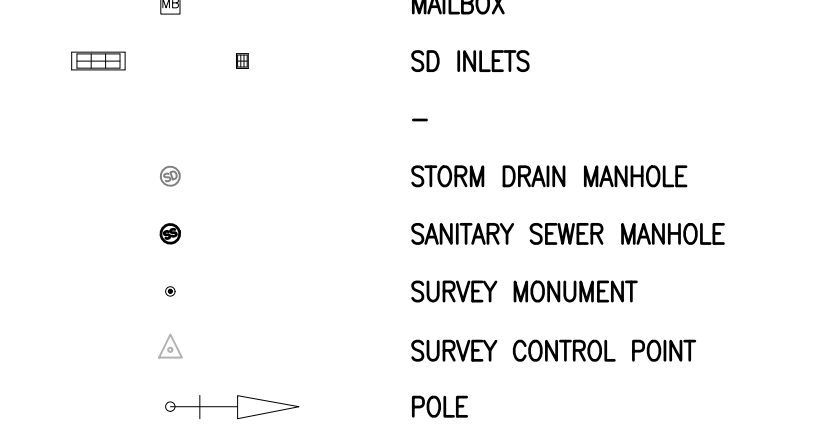 MB MAILBOX
SD INLETS
–
SD STORM DRAIN MANHOLE
SS SANITARY SEWER MANHOLE
SURVEY MONUMENT
SURVEY CONTROL POINT
POLE